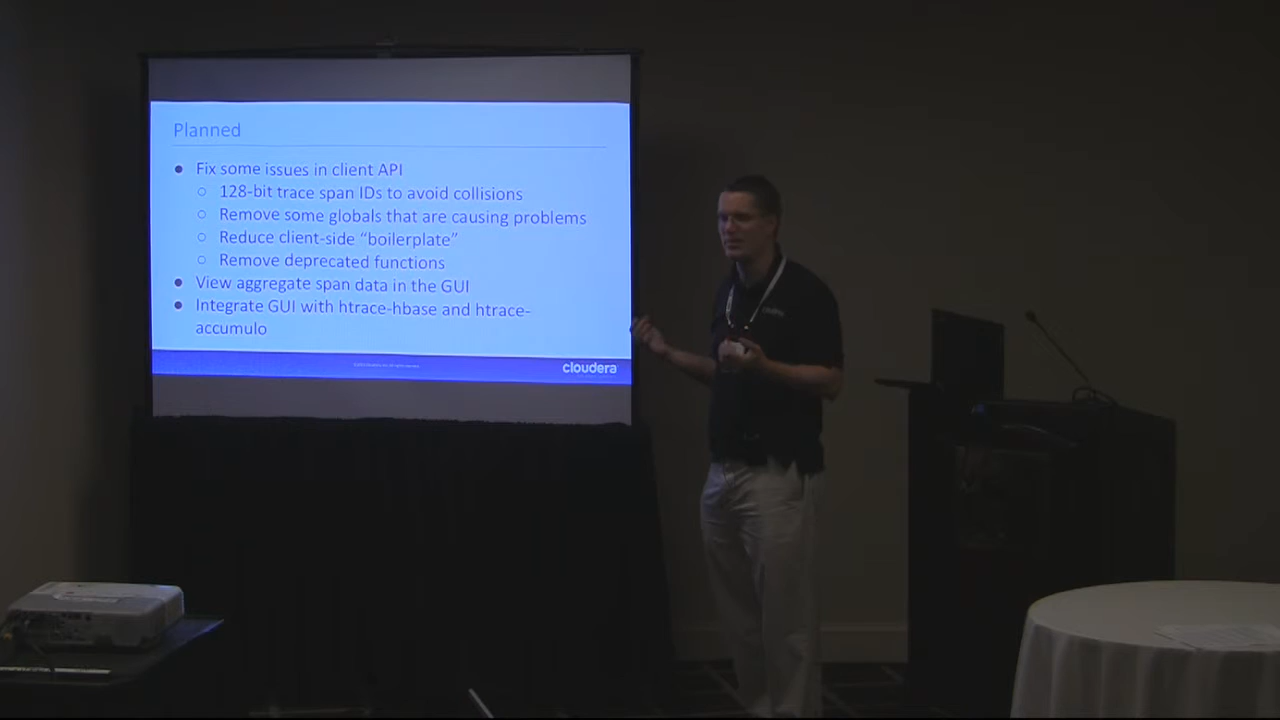 Planned
● Fix some issues in client API
○ 128-bit trace span IDs to avoid collisions
○ Remove some globals that are causing problems
○ Reduce client-side “boilerplate”
○ Remove deprecated functions
● View aggregate span data in the GUI
● Integrate GUI with htrace-hbase and htrace-
accumulo
cloudera